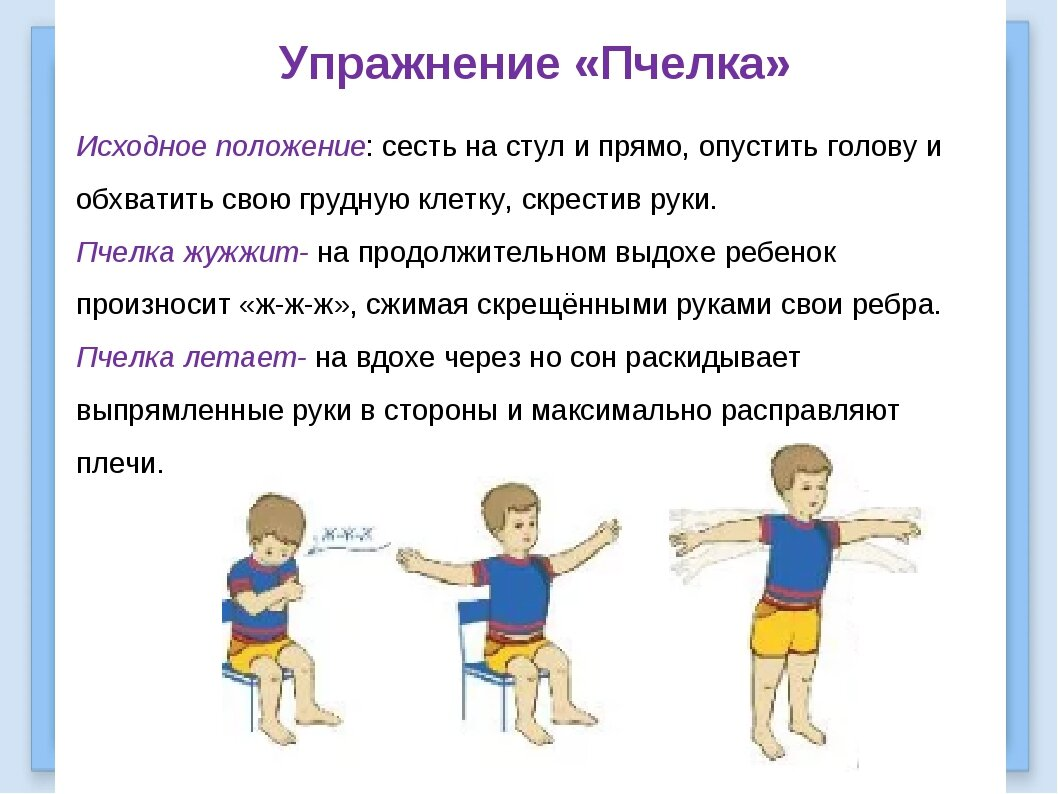 Упражнение «Пчелка»
Исходное положение: сесть на стул и прямо, опустить голову и
обхватить свою грудную клетку, скрестив руки.
Пчелка жужжит- на продолжительном выдохе ребенок
произносит «ж-ж-ж», сжимая скрещёнными руками свои ребра.
Пчелка летает- на вдохе через но сон раскидывает
выпрямленные руки в стороны и максимально расправляют
плечи.
ж-ж-ж